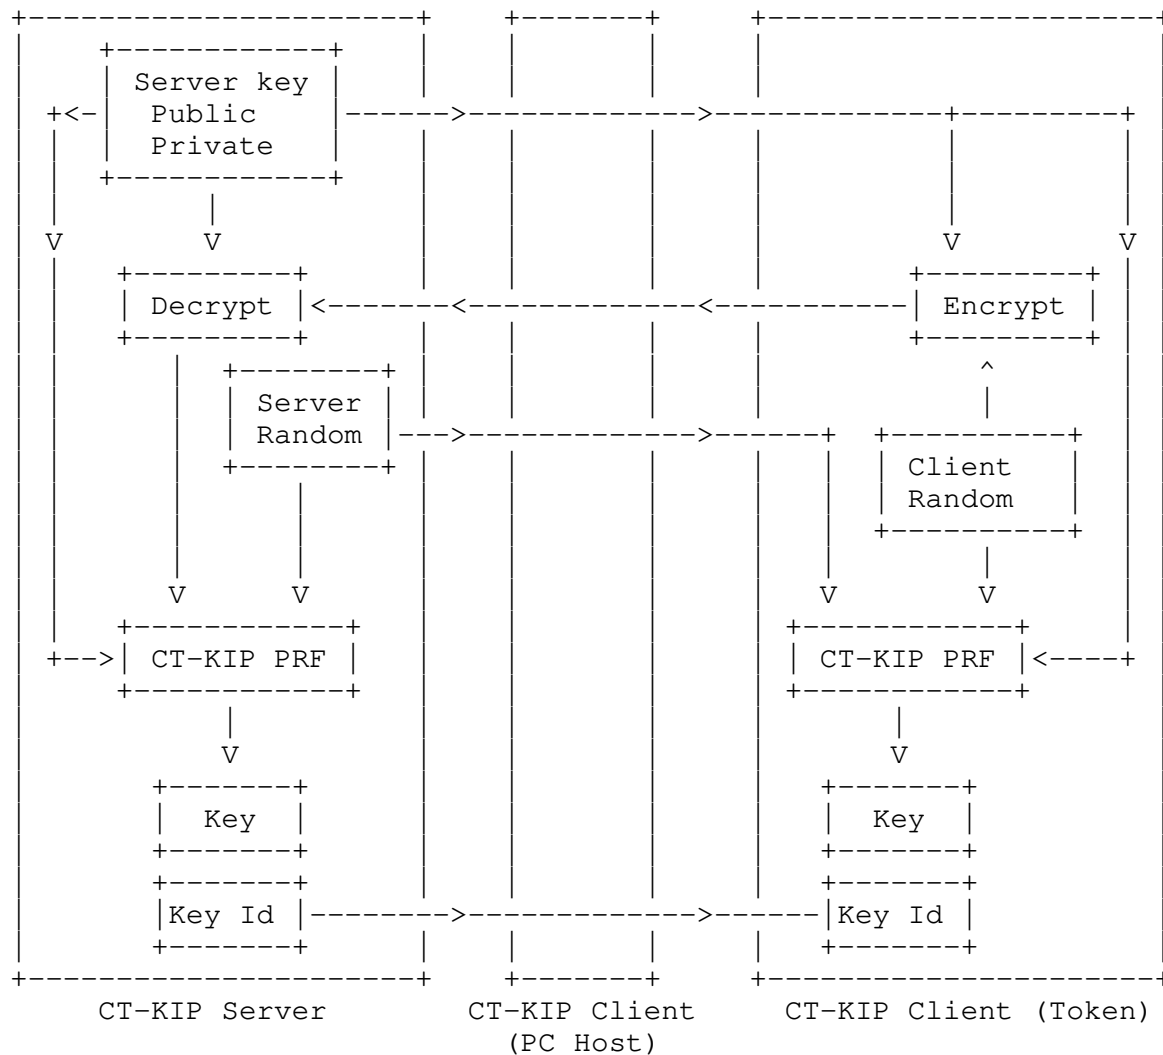 Server key
Public
Private
Decrypt
Encrypt
Server
Random
Client
Random
CT-KIP PRF
CT-KIP PRF
Key
Key
Key Id
Key Id
CT-KIP Server
CT-KIP Client
(PC Host)
CT-KIP Client (Token)